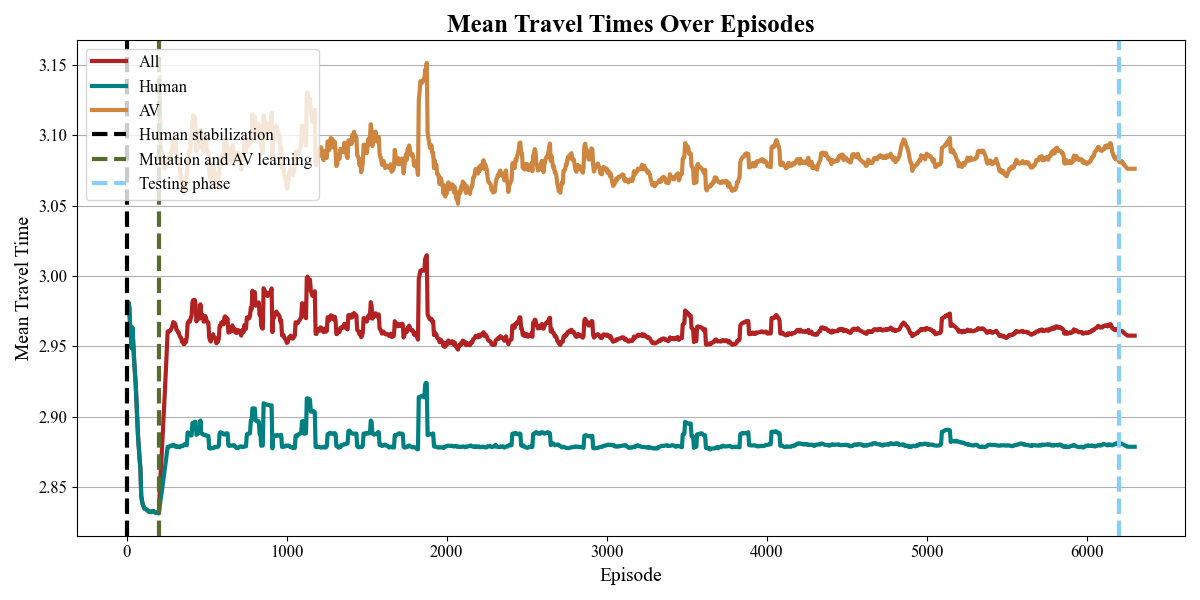 Mean Travel Times Over Episodes
Mean Travel Time
3.15
3.10
3.05
3.00
2.95
2.90
2.85
All
Human
AV
Human stabilization
Mutation and AV learning
Testing phase
0 1000 2000 3000 4000 5000 6000
Episode